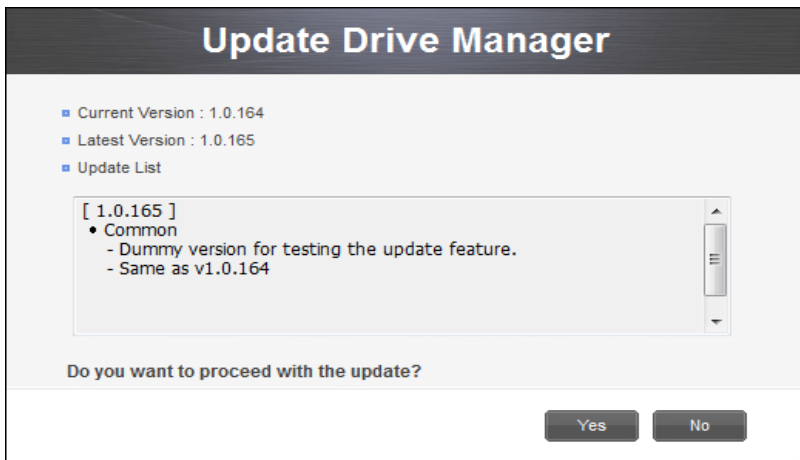 Update Drive Manager
Current Version : 1.0.164
Latest Version : 1.0.165
Update List
[ 1.0.165 ]
• Common
- Dummy version for testing the update feature.
- Same as v1.0.164
Do you want to proceed with the update?
Yes No